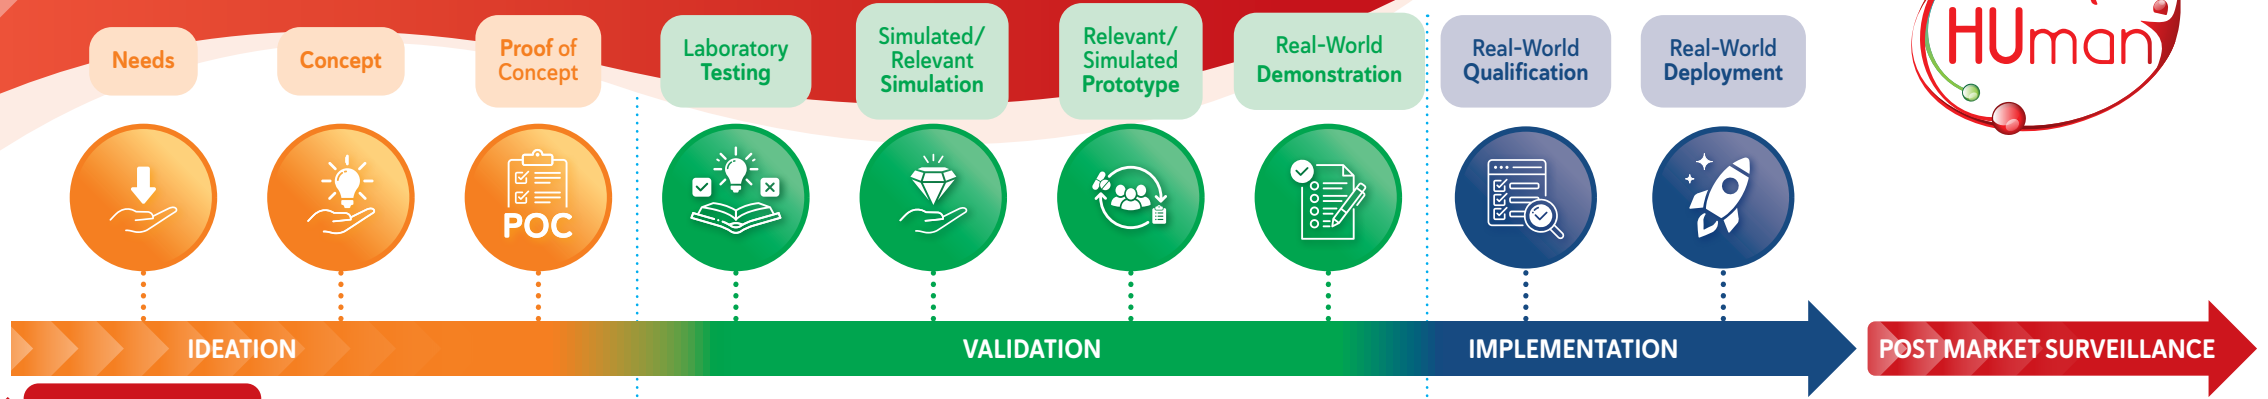 Needs
Concept
Proof of
Concept
Laboratory
Testing
Simulated/
Relevant
Simulation
Relevant/
Simulated
Prototype
Real-World
Demonstration
Real-World
Qualification
Real-World
Deployment
HUman
POC
IDEATION
VALIDATION
IMPLEMENTATION
POST MARKET SURVEILLANCE